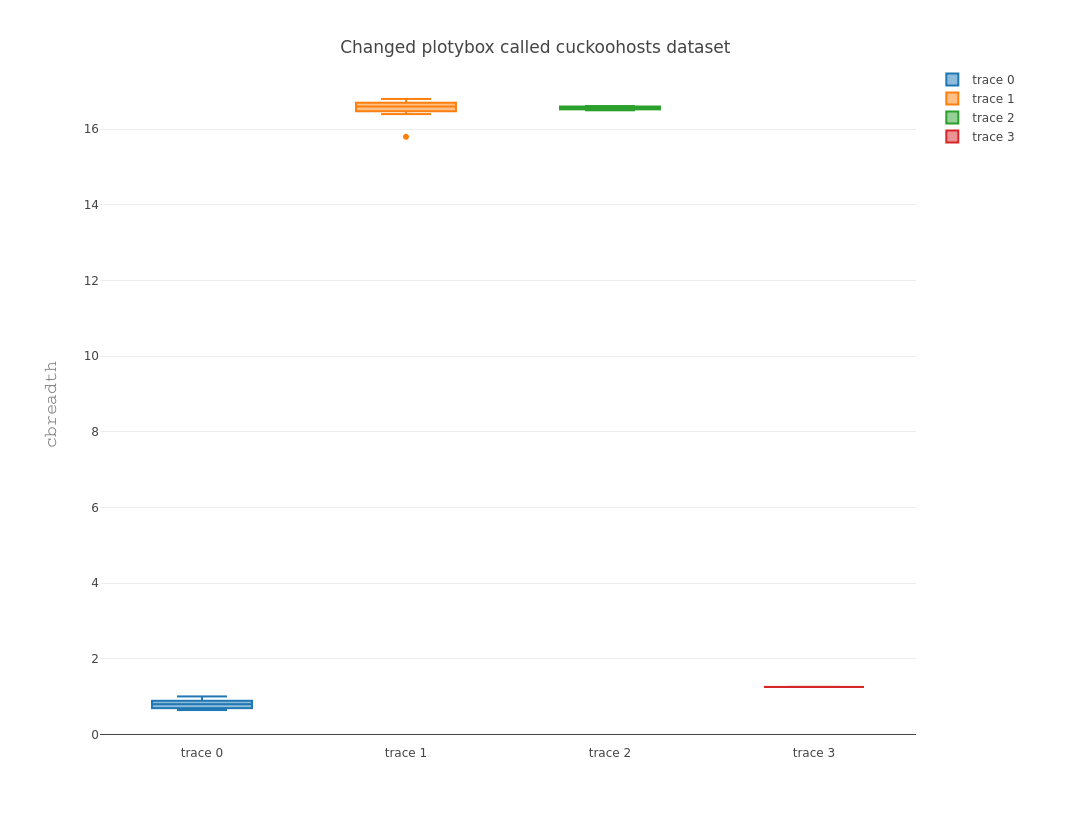 Changed plotybox called cuckoohosts dataset
trace 0
trace 1
trace 2
trace 3
16
14
12
10
8
6
4
2
0
cbreadth
trace 0 trace 1 trace 2 trace 3